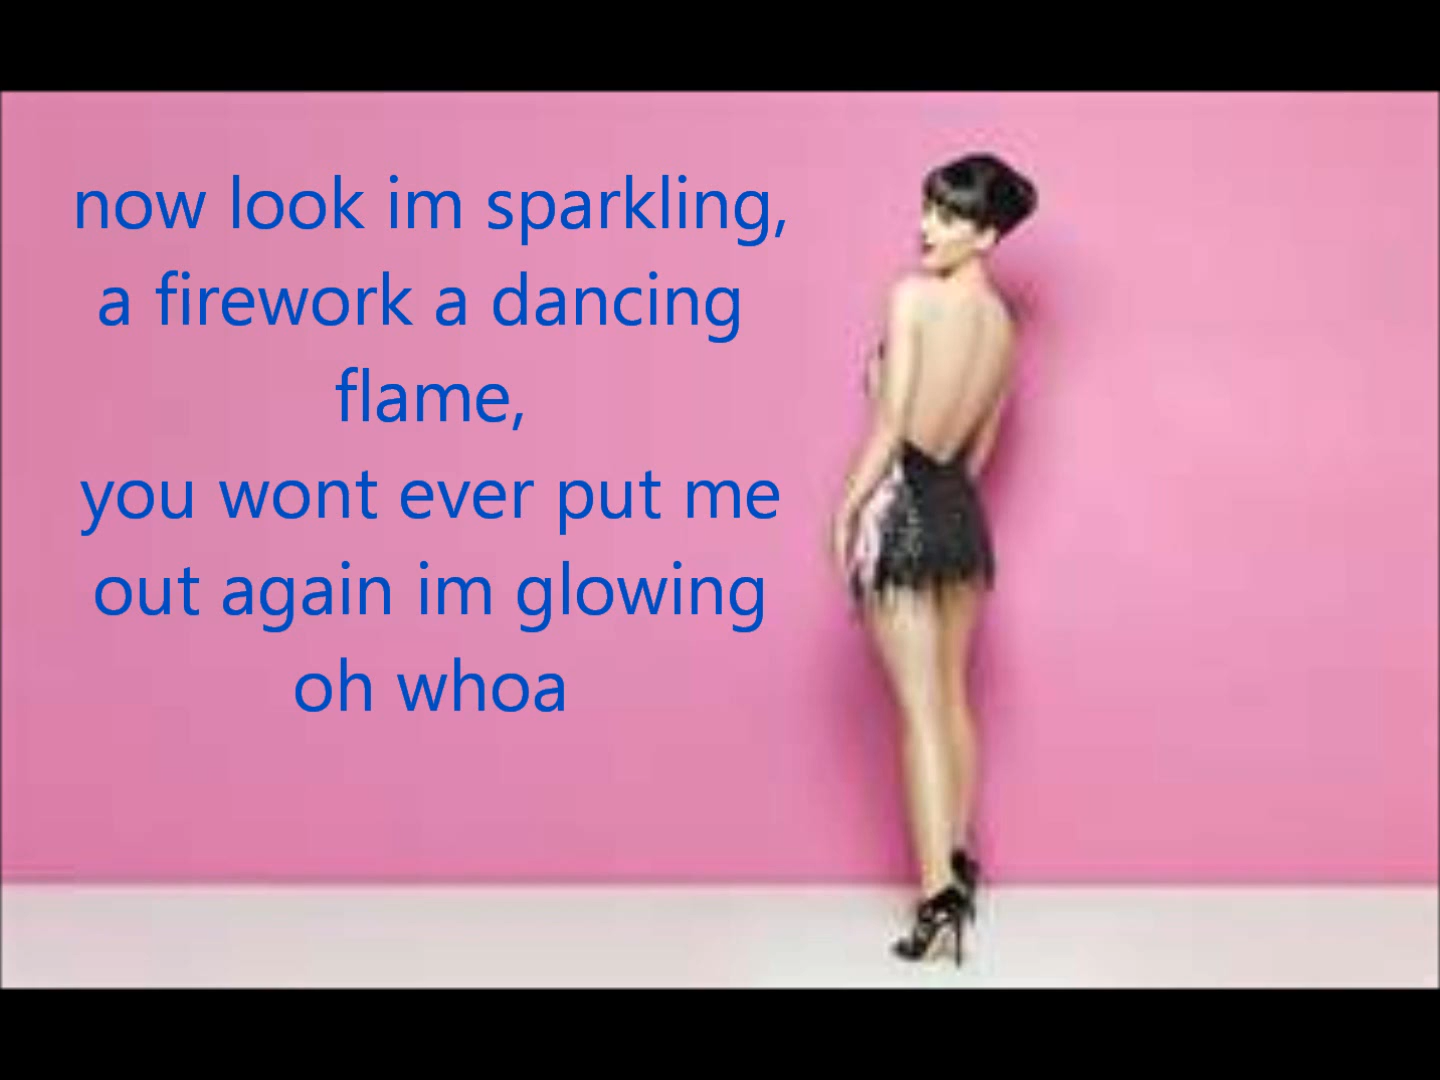 now look im sparkling,
a firework a dancing
flame,
you wont ever put me
out again im glowing
oh whoa